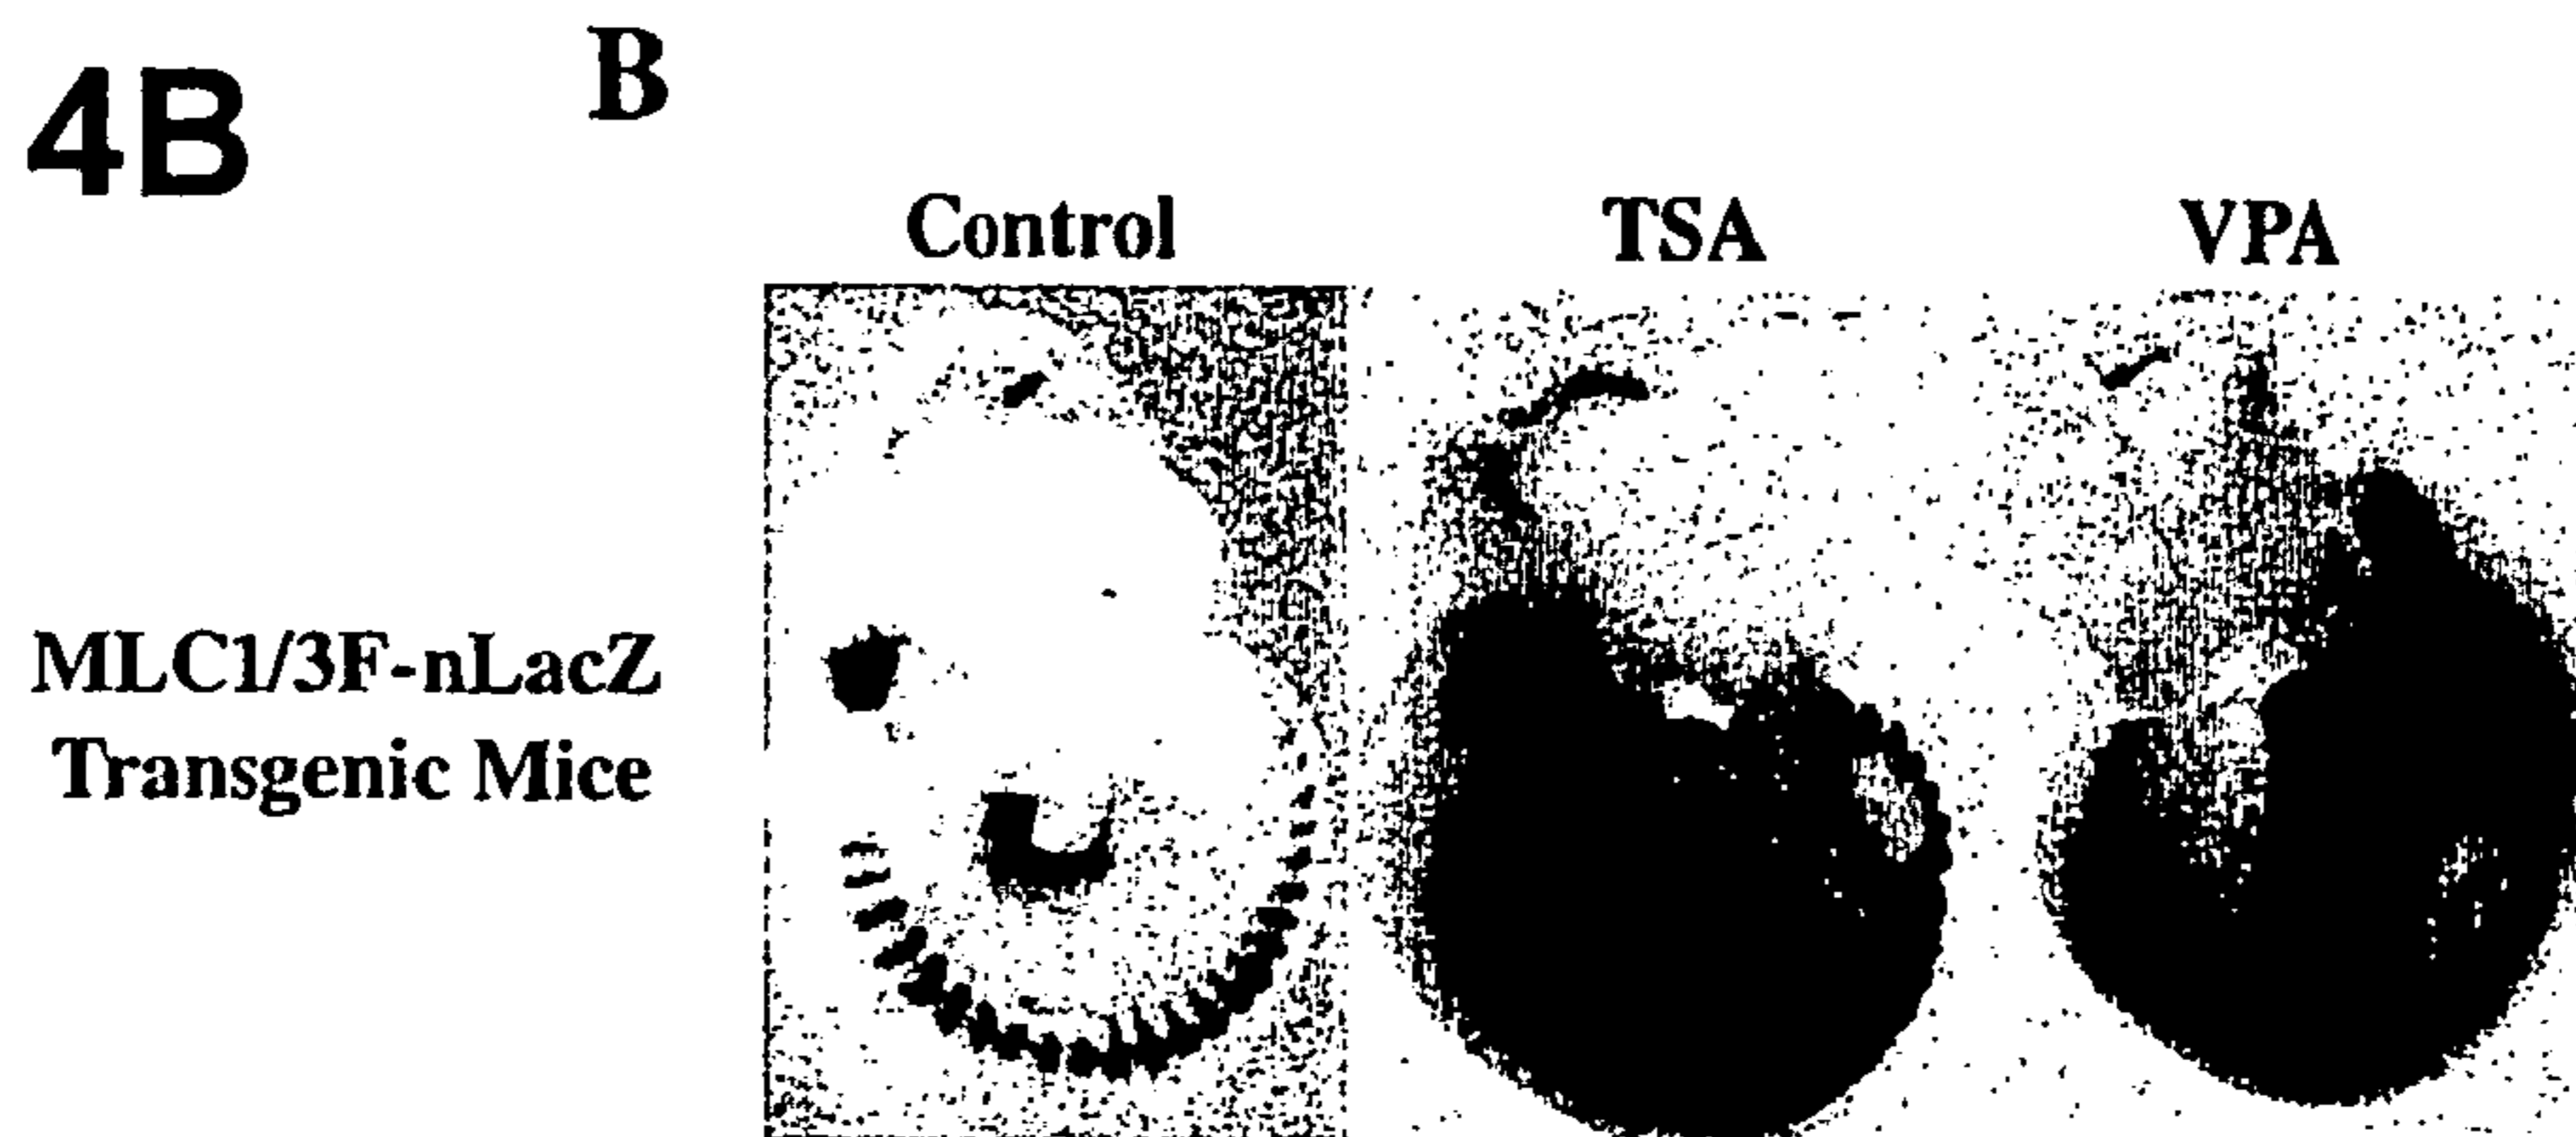 4B
B
Control TSA VPA
MLC1/3F-nLacZ
Transgenic Mice